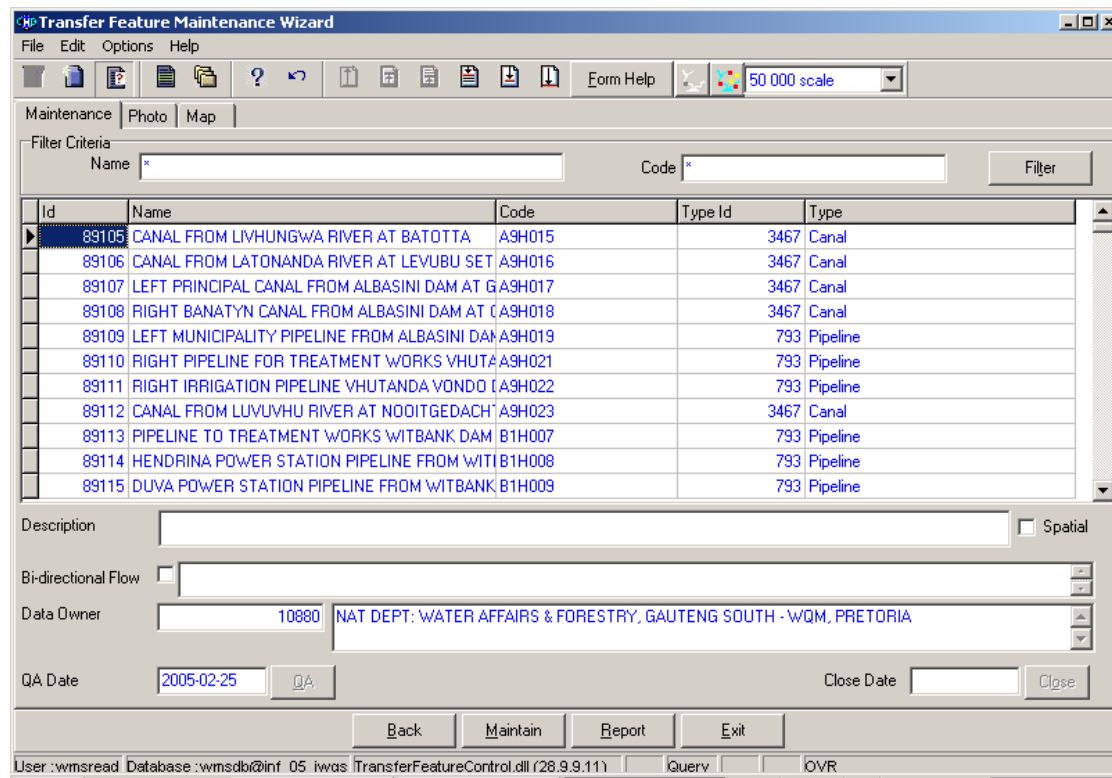 Transfer Feature Maintenance Wizard
File Edit Options Help
? Form Help 50 000 scale
Maintenance Photo Map
Filter Criteria
Name * Code * Filter
Id Name Code Type Id Type
89105 CANAL FROM LIVHUNGWA RIVER AT BATOTTA A9H015 3467 Canal
89106 CANAL FROM LATONANDA RIVER AT LEVUBU SET A9H016 3467 Canal
89107 LEFT PRINCIPAL CANAL FROM ALBASINI DAM AT G A9H017 3467 Canal
89108 RIGHT BANATYN CANAL FROM ALBASINI DAM AT A9H018 3467 Canal
89109 LEFT MUNICIPALITY PIPELINE FROM ALBASINI DAM A9H019 793 Pipeline
89110 RIGHT PIPELINE FOR TREATMENT WORKS VHUTA A9H021 793 Pipeline
89111 RIGHT IRRIGATION PIPELINE VHUTANDA VONDO A9H022 793 Pipeline
89112 CANAL FROM LUVUVHU RIVER AT NOOITGEDACHT A9H023 3467 Canal
89113 PIPELINE TO TREATMENT WORKS WITBANK DAM B1H007 793 Pipeline
89114 HENDRINA POWER STATION PIPELINE FROM WIT B1H008 793 Pipeline
89115 DUVA POWER STATION PIPELINE FROM WITBANK B1H009 793 Pipeline
Description Spatial
Bi-directional Flow
Data Owner 10880 NAT DEPT: WATER AFFAIRS & FORESTRY, GAUTENG SOUTH - WQM, PRETORIA
QA Date 2005-02-25 QA Close Date Close
Back Maintain Report Exit
User :wmsread Database :wmsdb@inf_05_iwqs TransferFeatureControl.dll (28.9.9.11) Query OVR